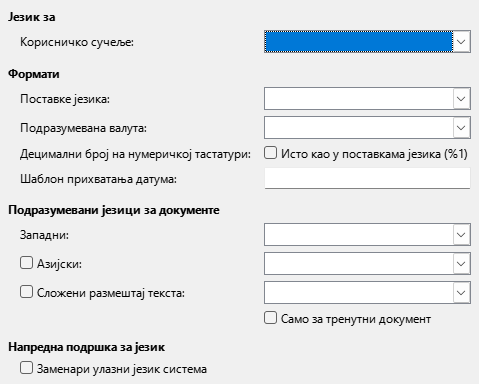 Језик за
Корисничко сучеље:
Формати
Поставке језика:
Подразумевана валута:
Децимални број на нумеричкој тастатури: Исто као у поставкама језика (%1)
Шаблон прихватања датума:
Подразумевани језици за документе
Западни:
Азијски:
Сложени размештај текста:
Само за тренутни документ
Напредна подршка за језик
Заменари улазни језик система